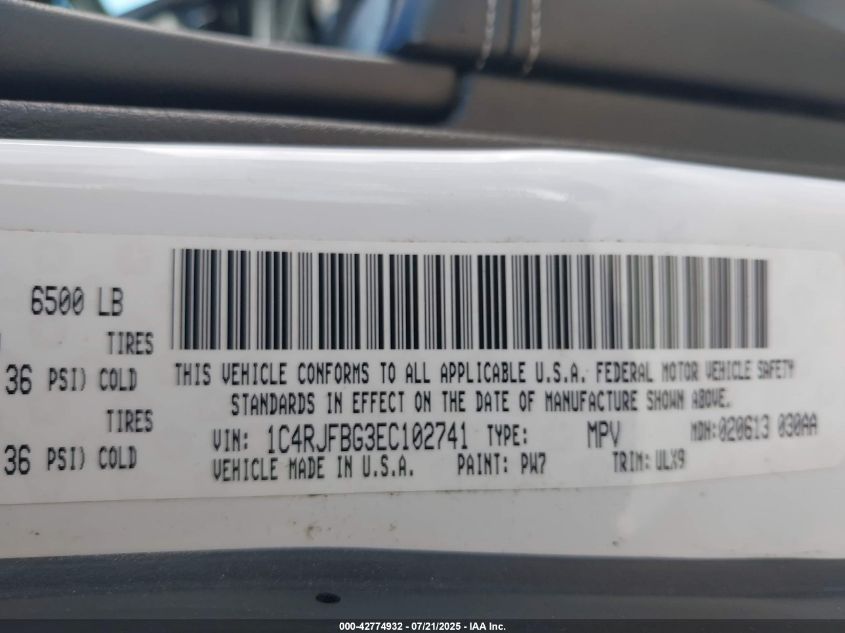 6500 LB
TIRES
36 PSI) COLD
TIRES
36 PSI) COLD
THIS VEHICLE CONFORMS TO ALL APPLICABLE U.S.A. FEDERAL MOTOR VEHICLE SAFETY
STANDARDS IN EFFECT ON THE DATE OF MANUFACTURE SHOWN ABOVE.
VIN: 1C4RJFBG3EC102741 TYPE: MPV MDH:020613 030AA
VEHICLE MADE IN U.S.A. PAINT: PW7 TRIM: ULX9
000-42774932 - 07/21/2025 - IAA Inc.